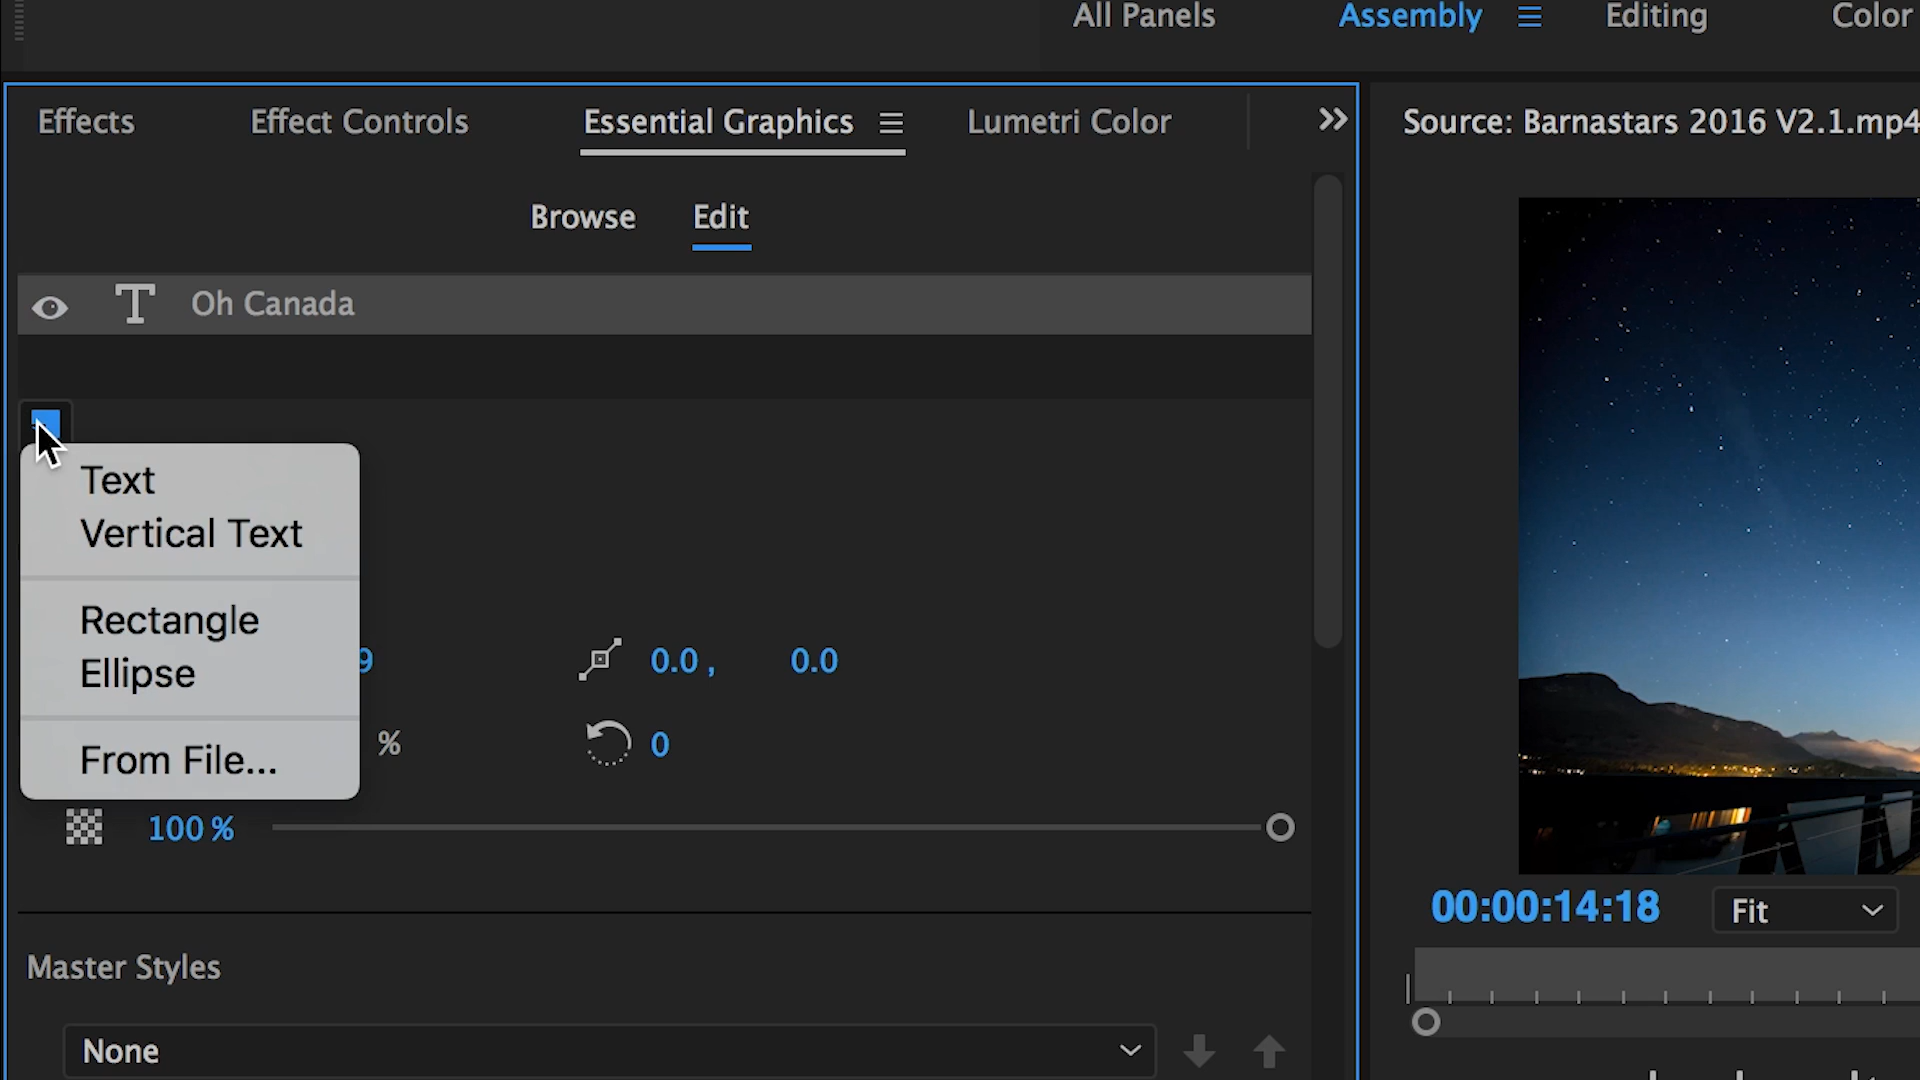 All Panels
Assembly
Editing
Color
Effects
Effect Controls
Essential Graphics
Lumetri Color
Source: Barnastars 2016 V2.1.mp4
Browse
Edit
Oh Canada
Text
Vertical Text
Rectangle
Ellipse
From File...
9
0.0 ,
0.0
%
0
100 %
00:00:14:18
Fit
Master Styles
None